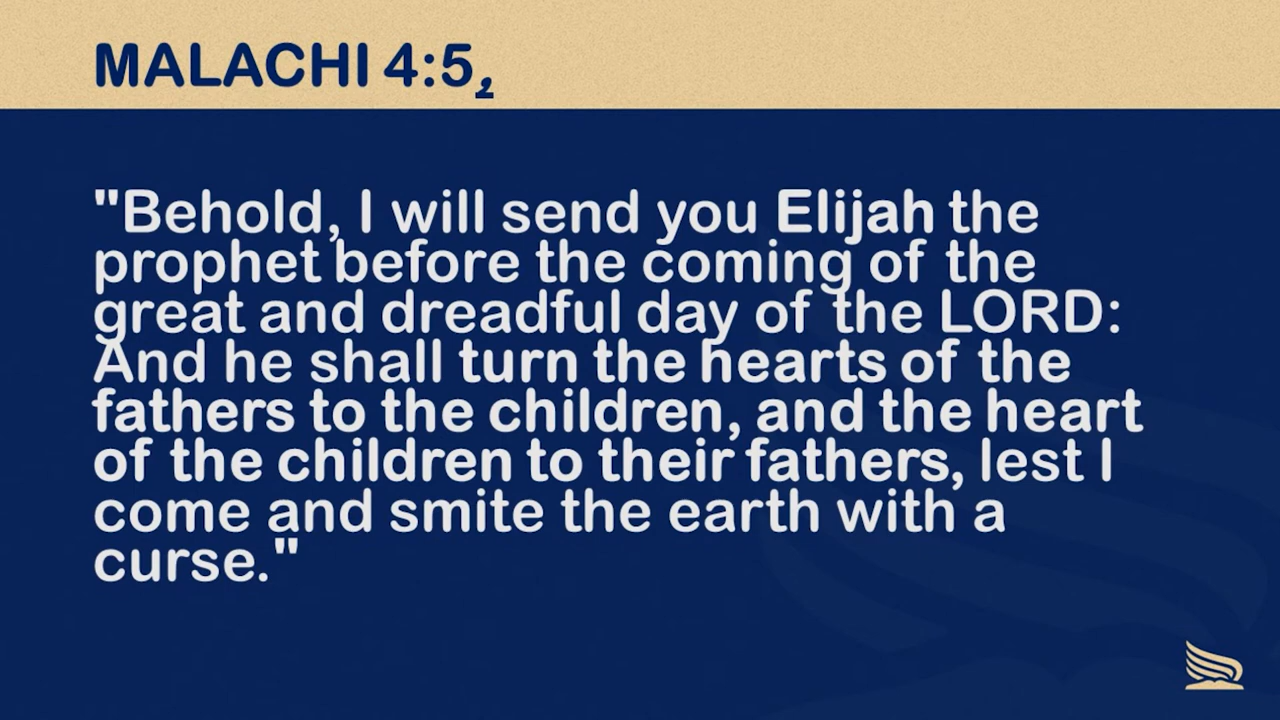 MALACHI 4:5,
"Behold, I will send you Elijah the
prophet before the coming of the
great and dreadful day of the LORD:
And he shall turn the hearts of the
fathers to the children, and the heart
of the children to their fathers, lest I
come and smite the earth with a
curse."